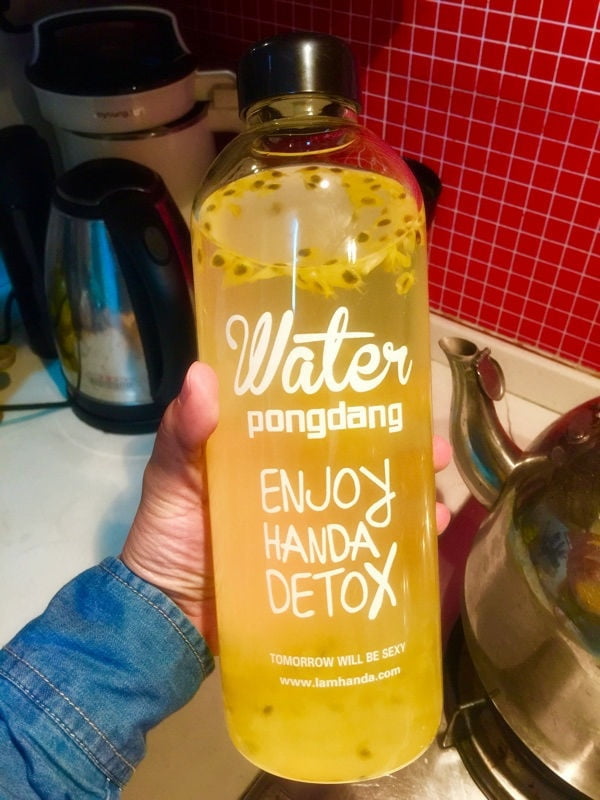 Water
pongdang
ENJOY
HANDA
DETOX
TOMORROW WILL BE SEXY
www.Iamhanda.com